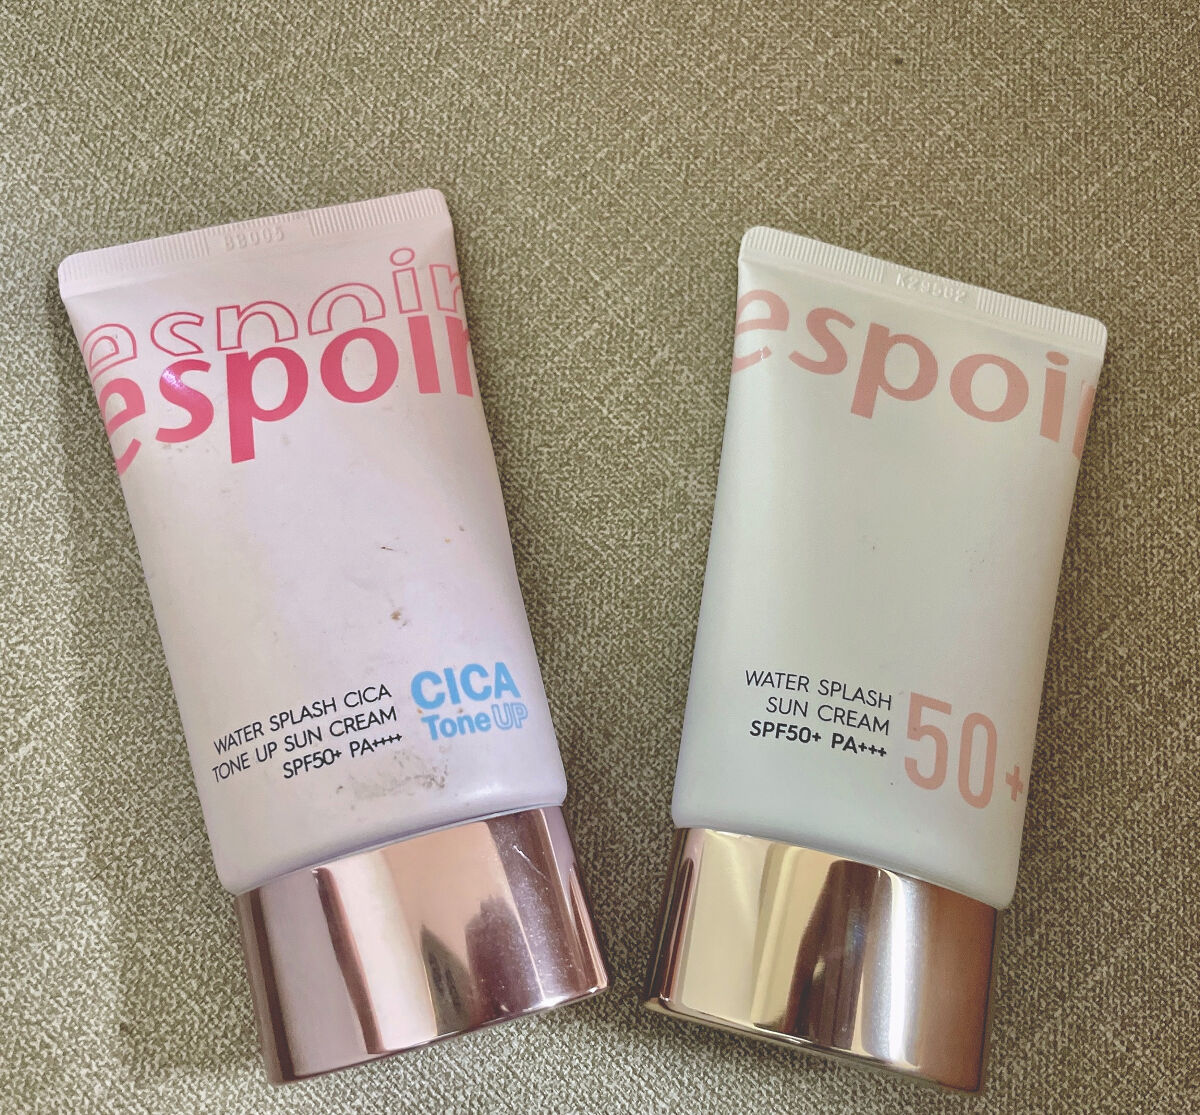 espoir
espoir
WATER SPLASH CICA
TONE UP SUN CREAM
SPF50+ PA++++
CICA
Tone UP
espoir
WATER SPLASH
SUN CREAM
SPF50+ PA+++
50+